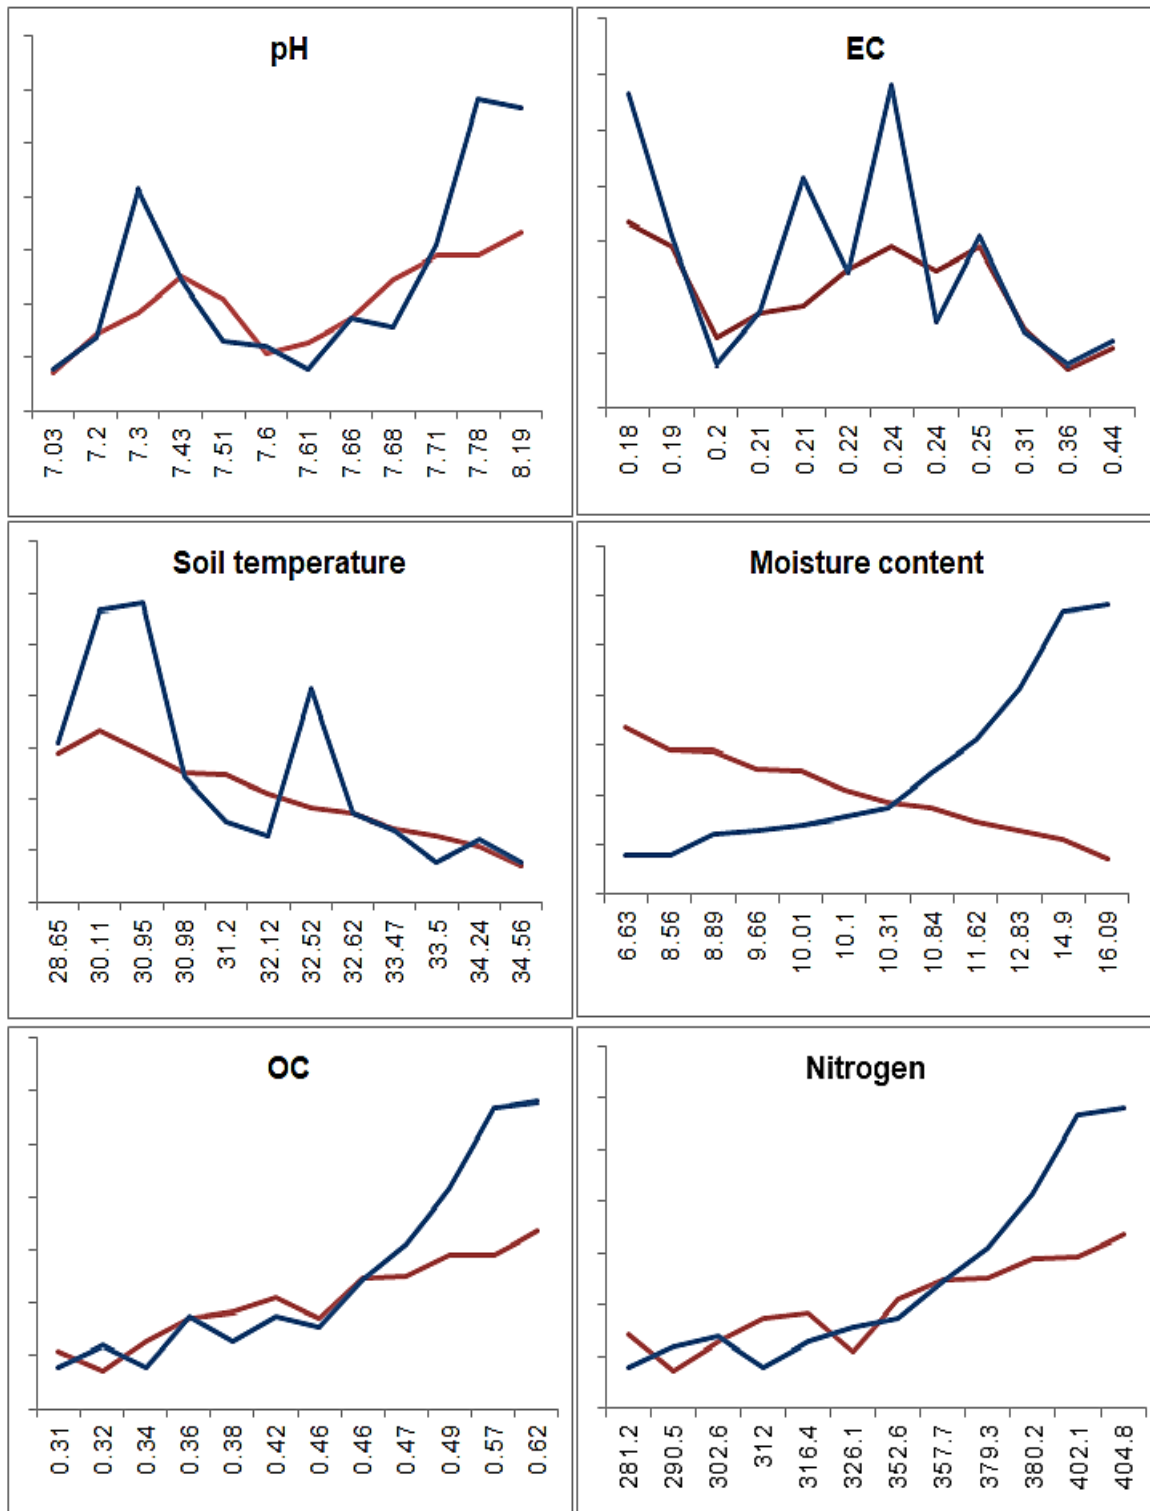 pH
7.03 7.2 7.3 7.43 7.51 7.6 7.61 7.66 7.68 7.71 7.78 8.19
EC
0.18 0.19 0.2 0.21 0.21 0.22 0.24 0.24 0.25 0.31 0.36 0.44
Soil temperature
28.65 30.11 30.95 30.98 31.2 32.12 32.52 32.62 33.47 33.5 34.24 34.56
Moisture content
6.63 8.56 8.89 9.66 10.01 10.1 10.31 10.84 11.62 12.83 14.9 16.09
OC
0.31 0.32 0.34 0.36 0.38 0.42 0.46 0.46 0.47 0.49 0.57 0.62
Nitrogen
281.2 290.5 302.6 312 316.4 326.1 352.6 357.7 379.3 380.2 402.1 404.8